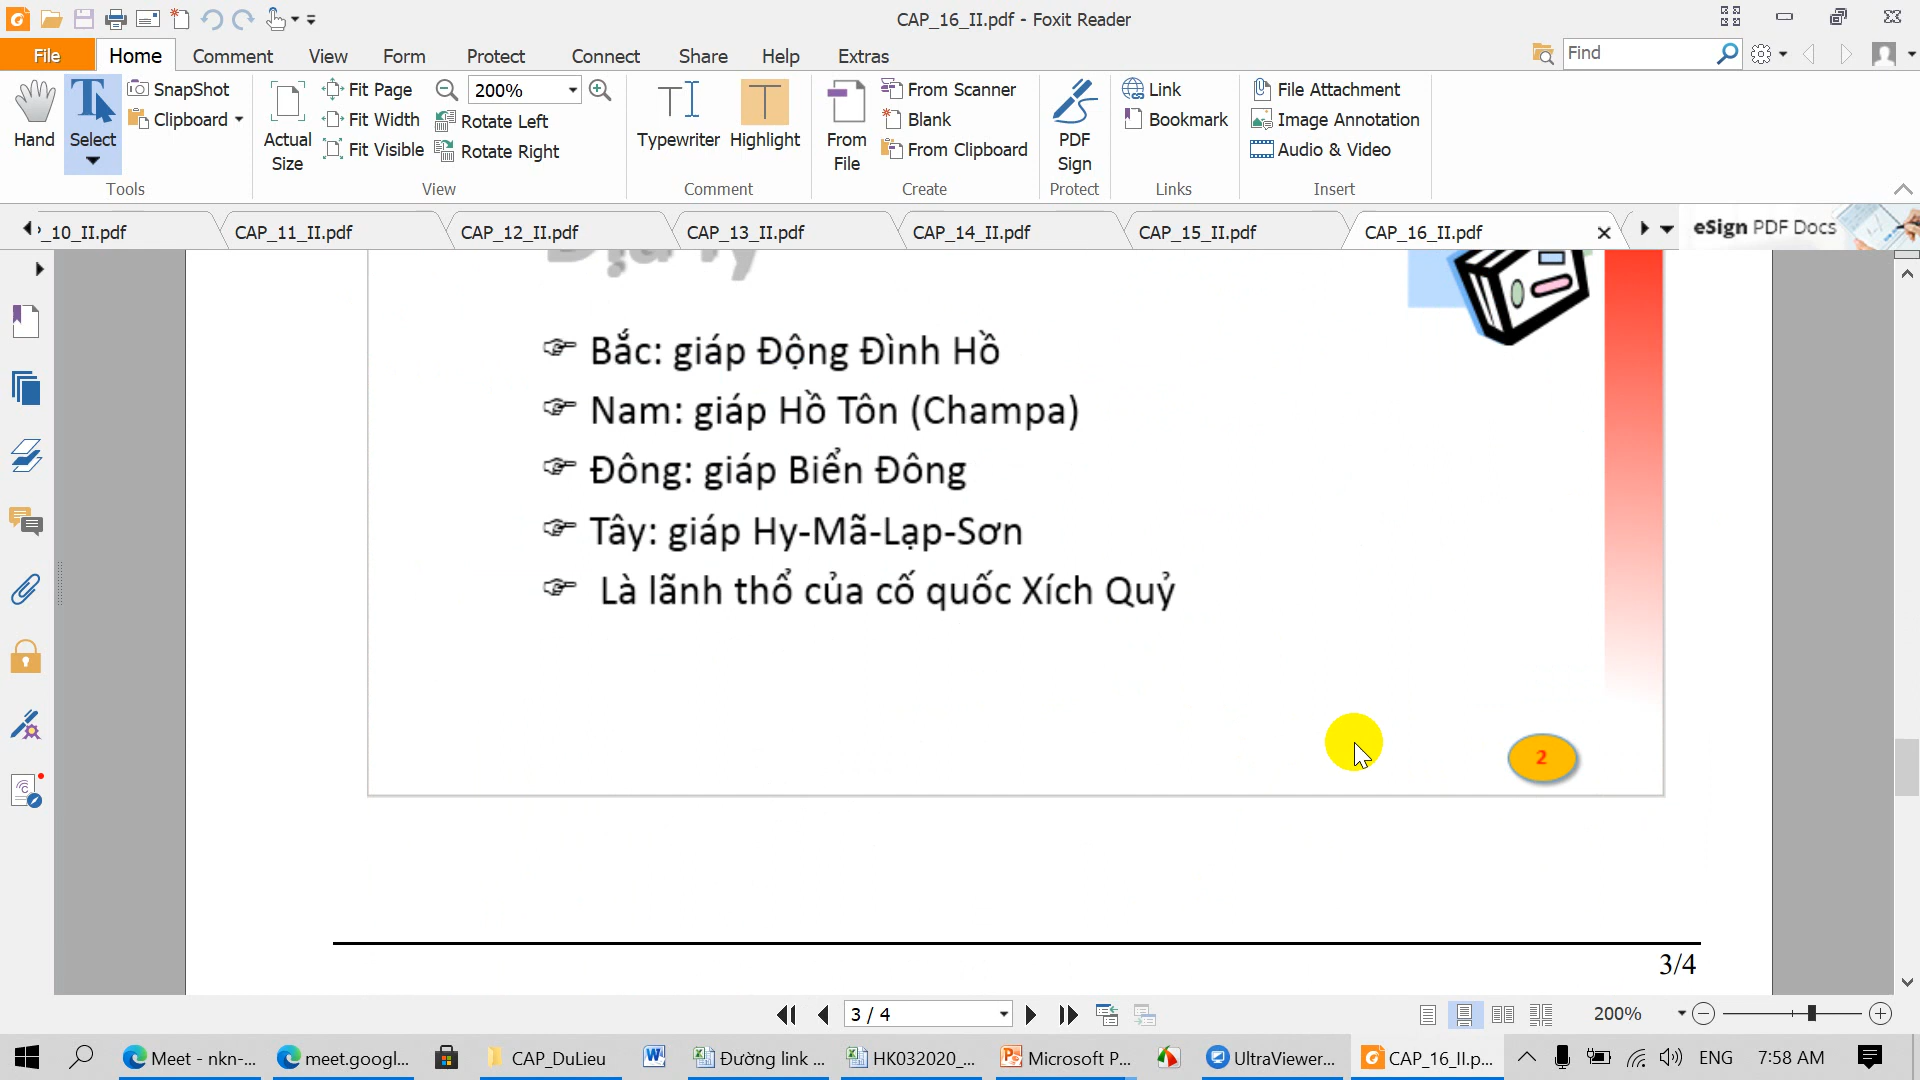 CAP_16_II.pdf - Foxit Reader
File Home Comment View Form Protect Connect Share Help Extras Find
Hand Select SnapShot Clipboard
Tools
Actual Size Fit Page Fit Width Fit Visible 200% Rotate Left Rotate Right
View
Typewriter Highlight
Comment
From File From Scanner Blank From Clipboard
Create
PDF Sign
Protect
Link Bookmark
Links
File Attachment Image Annotation Audio & Video
Insert
_10_II.pdf CAP_11_II.pdf CAP_12_II.pdf CAP_13_II.pdf CAP_14_II.pdf CAP_15_II.pdf CAP_16_II.pdf eSign PDF Docs
Địa lý
Bắc: giáp Động Đình Hồ
Nam: giáp Hồ Tôn (Champa)
Đông: giáp Biển Đông
Tây: giáp Hy-Mã-Lạp-Sơn
Là lãnh thổ của cố quốc Xích Quỷ
2
3/4
3 / 4 200%
Meet - nkn-... meet.googl... CAP_DuLieu Đường link ... HK032020_... Microsoft P... UltraViewer... CAP_16_II.p... ENG 7:58 AM